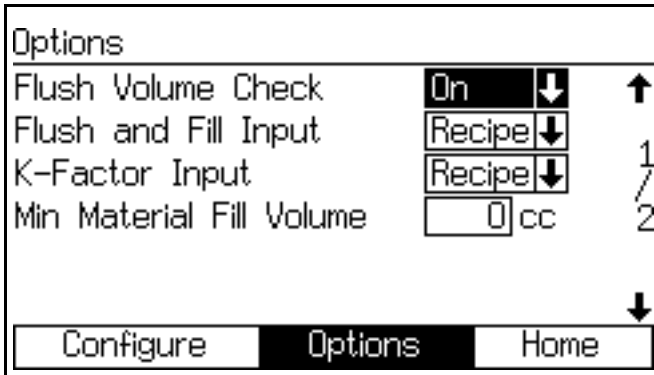 Options
Flush Volume Check On
Flush and Fill Input Recipe
K-Factor Input Recipe
Min Material Fill Volume 0 cc
1
/
2
Configure Options Home